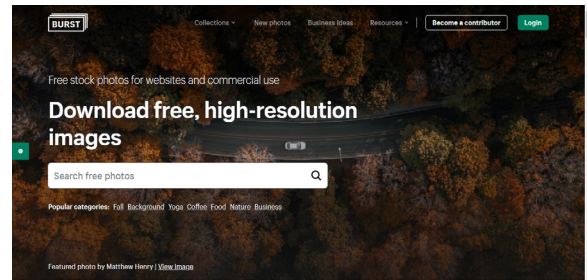 BURST
Collections New photos Business Ideas Resources Become a contributor Login
Free stock photos for websites and commercial use
Download free, high-resolution
images
Search free photos
Popular categories: Fall Background Yoga Coffee Food Nature Business
Featured photo by Matthew Henry | View Image